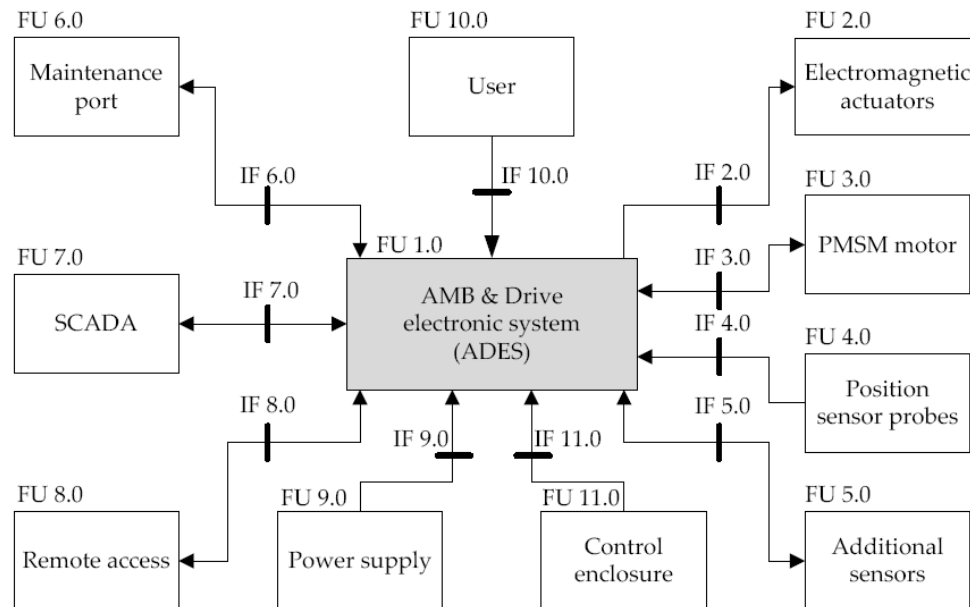 FU 6.0
Maintenance
port
FU 10.0
User
FU 2.0
Electromagnetic
actuators
IF 6.0
IF 10.0
IF 2.0
FU 3.0
PMSM motor
FU 7.0
SCADA
IF 7.0
FU 1.0
AMB & Drive
electronic system
(ADES)
IF 3.0
IF 4.0
FU 4.0
Position
sensor probes
IF 8.0
IF 9.0
IF 11.0
IF 5.0
FU 8.0
Remote access
FU 9.0
Power supply
FU 11.0
Control
enclosure
FU 5.0
Additional
sensors